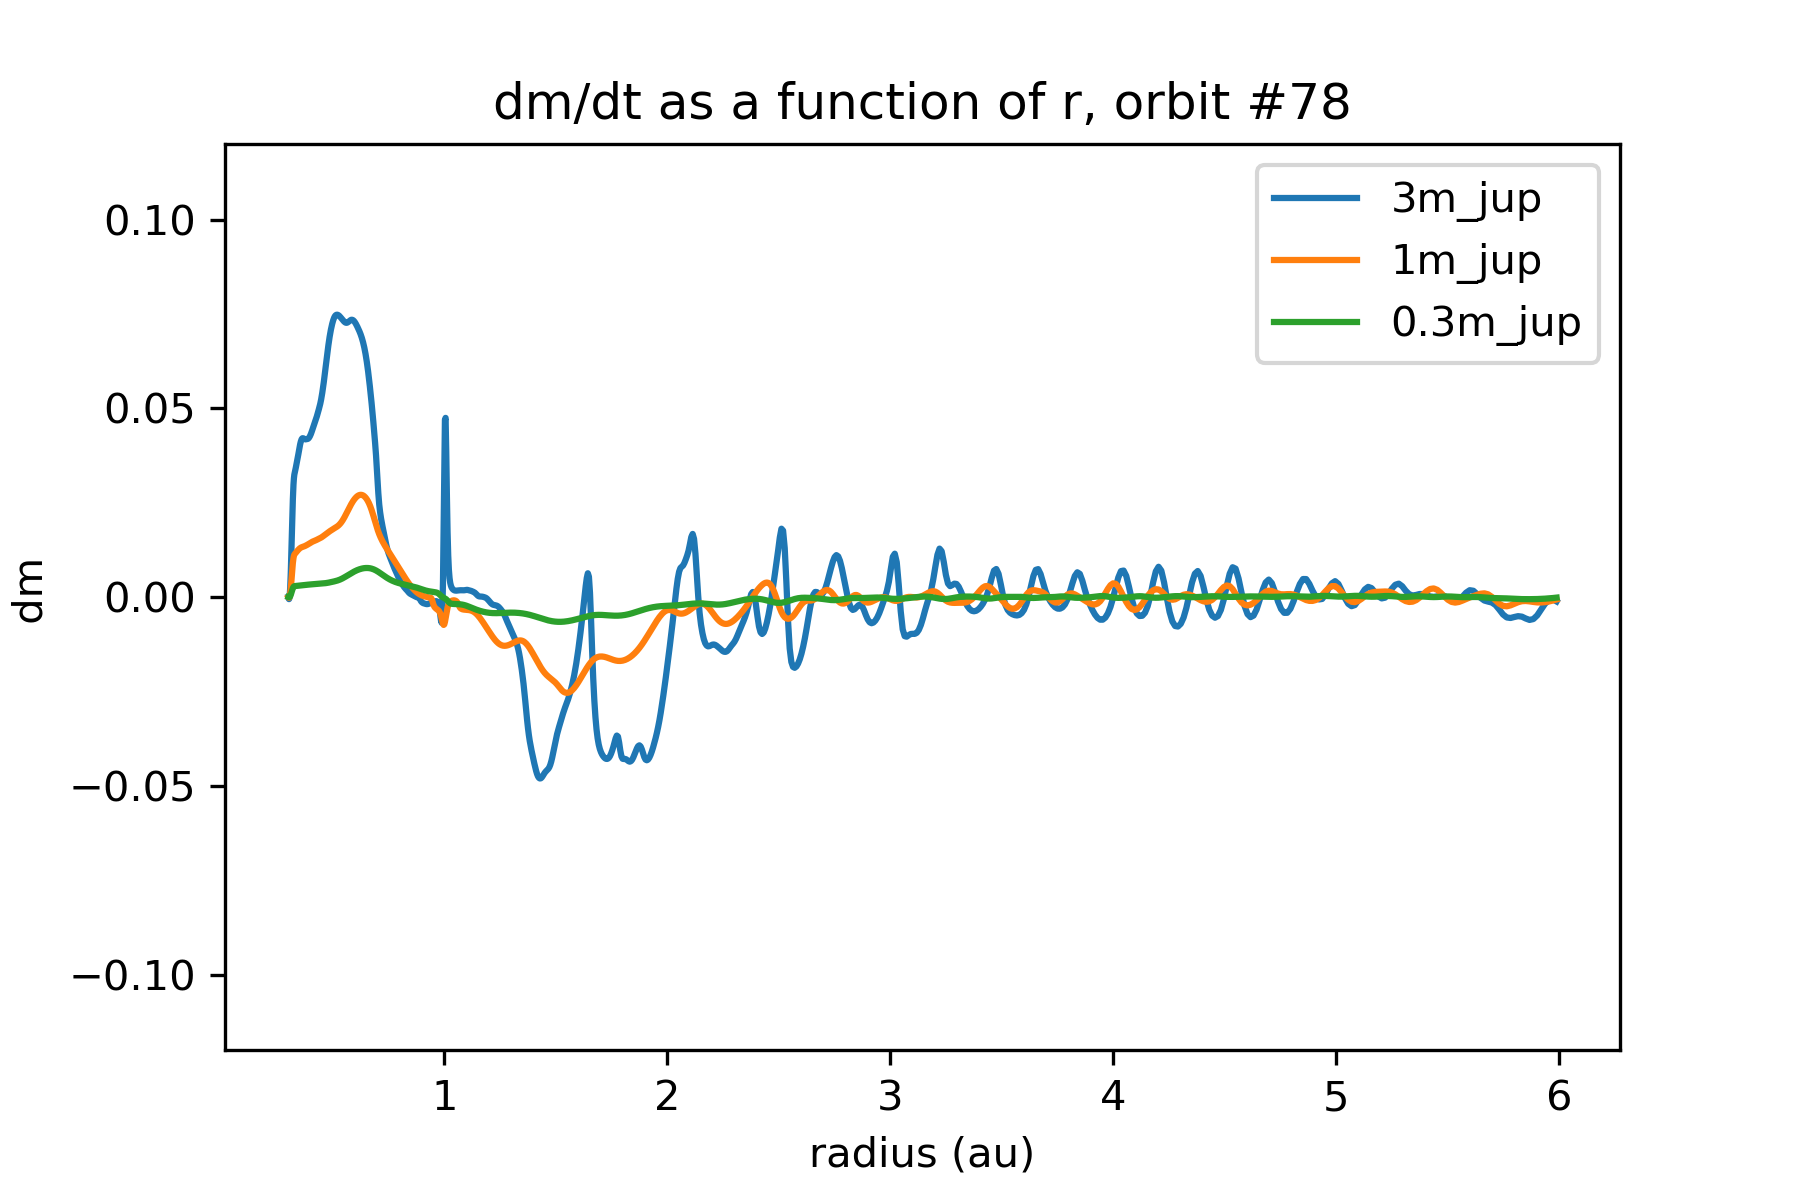 dm/dt as a function of r, orbit #78
3m_jup
1m_jup
0.3m_jup
0.10
0.05
0.00
−0.05
−0.10
dm
1 2 3 4 5 6
radius (au)